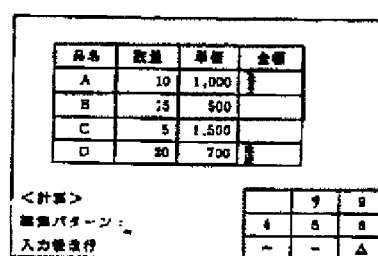 品名 数量 単価 金額
A 10 1,000
B 15 500
C 5 1,500
D 20 700
<計算>
編集パターン:_
入力後改行